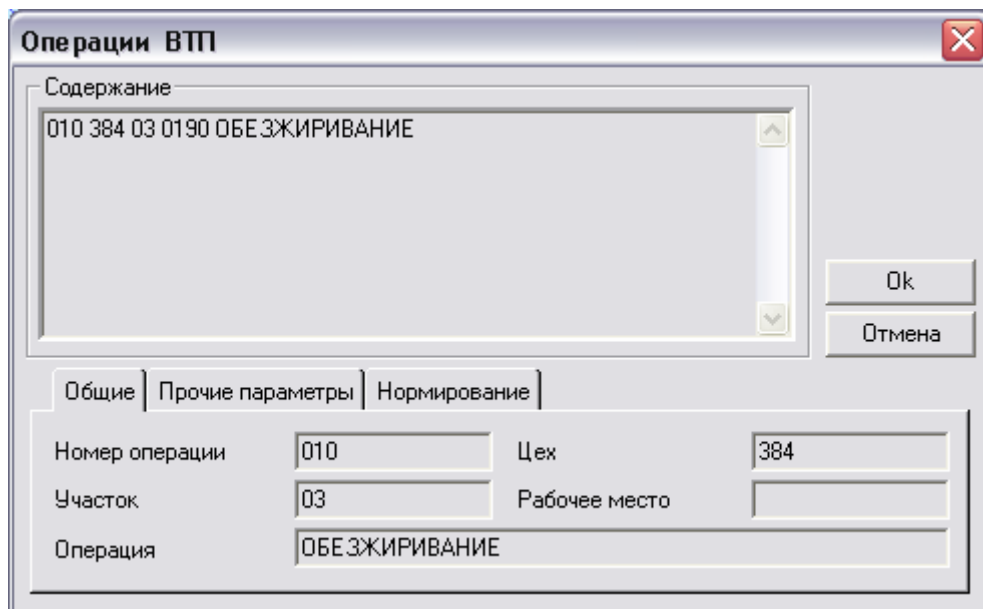 Операции ВТП
Содержание
010 384 03 0190 ОБЕЗЖИРИВАНИЕ
Ok
Отмена
Общие Прочие параметры Нормирование
Номер операции 010 Цех 384
Участок 03 Рабочее место
Операция ОБЕЗЖИРИВАНИЕ